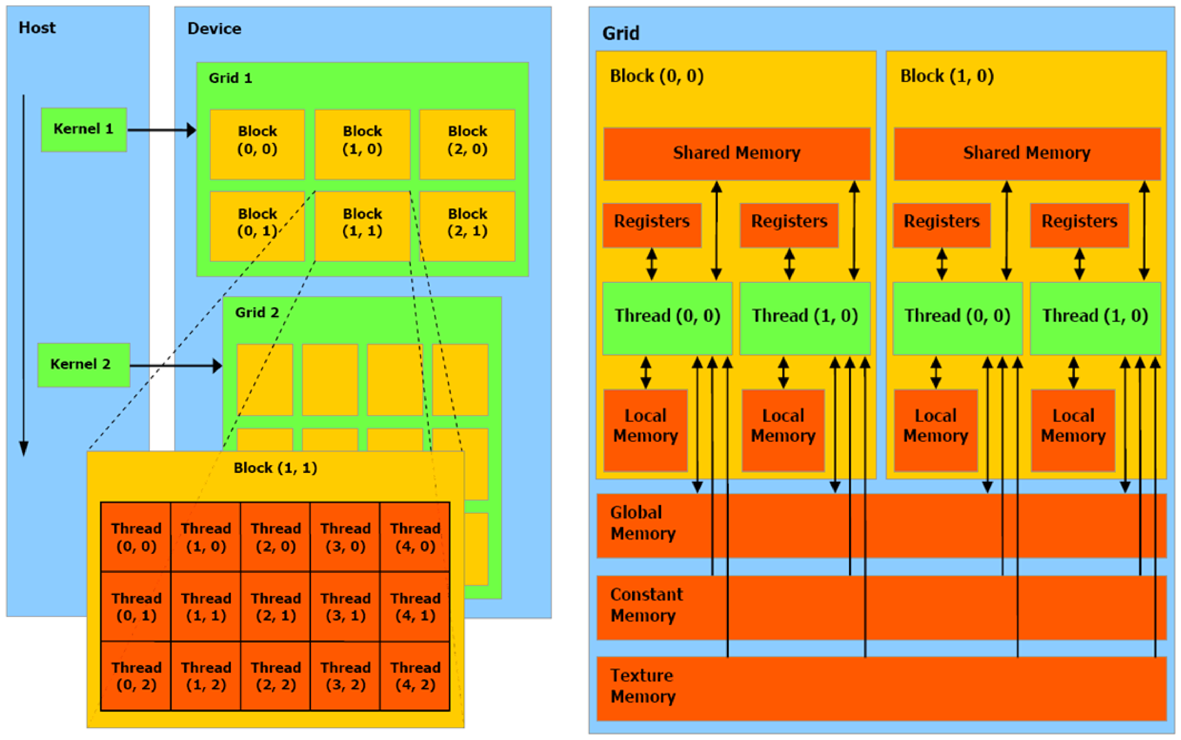 Host
Device
Grid 1
Kernel 1
Block
(0, 0)
Block
(1, 0)
Block
(2, 0)
Block
(0, 1)
Block
(1, 1)
Block
(2, 1)
Grid 2
Kernel 2
Block (1, 1)
Thread
(0, 0)
Thread
(1, 0)
Thread
(2, 0)
Thread
(3, 0)
Thread
(4, 0)
Thread
(0, 1)
Thread
(1, 1)
Thread
(2, 1)
Thread
(3, 1)
Thread
(4, 1)
Thread
(0, 2)
Thread
(1, 2)
Thread
(2, 2)
Thread
(3, 2)
Thread
(4, 2)
Grid
Block (0, 0)
Shared Memory
Registers
Registers
Thread (0, 0)
Thread (1, 0)
Local
Memory
Local
Memory
Block (1, 0)
Shared Memory
Registers
Registers
Thread (0, 0)
Thread (1, 0)
Local
Memory
Local
Memory
Global
Memory
Constant
Memory
Texture
Memory